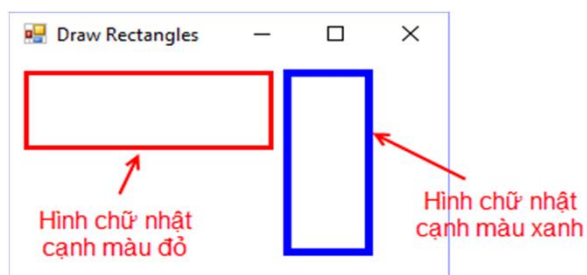 Draw Rectangles
Hình chữ nhật
cạnh màu đỏ
Hình chữ nhật
cạnh màu xanh